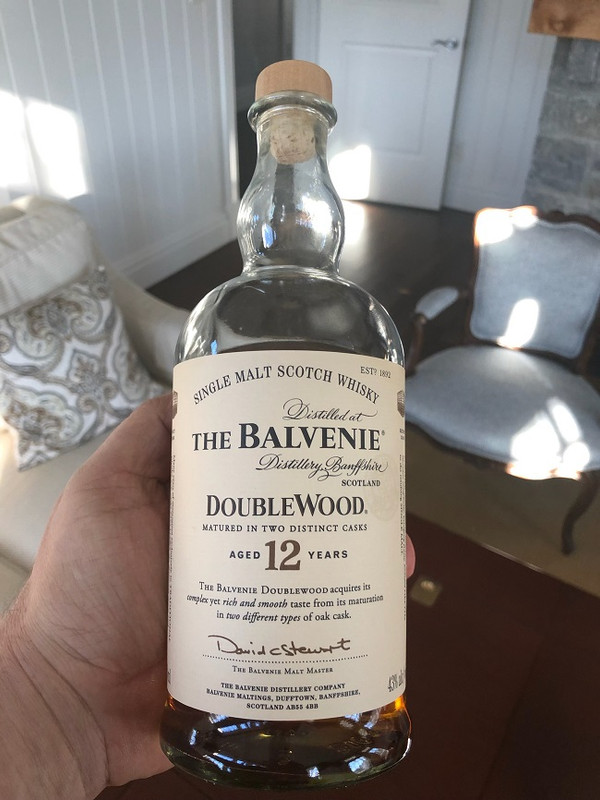 ESTD 1892
SINGLE MALT SCOTCH WHISKY
Distilled at
THE BALVENIE®
Distillery, Banffshire
SCOTLAND
DOUBLEWOOD®
MATURED IN TWO DISTINCT CASKS
AGED 12 YEARS
THE BALVENIE DOUBLEWOOD acquires its
complex yet rich and smooth taste from its maturation
in two different types of oak cask.
David C Stewart
THE BALVENIE MALT MASTER
THE BALVENIE DISTILLERY COMPANY
BALVENIE MALTINGS, DUFFTOWN, BANFFSHIRE,
SCOTLAND AB55 4BB
43%